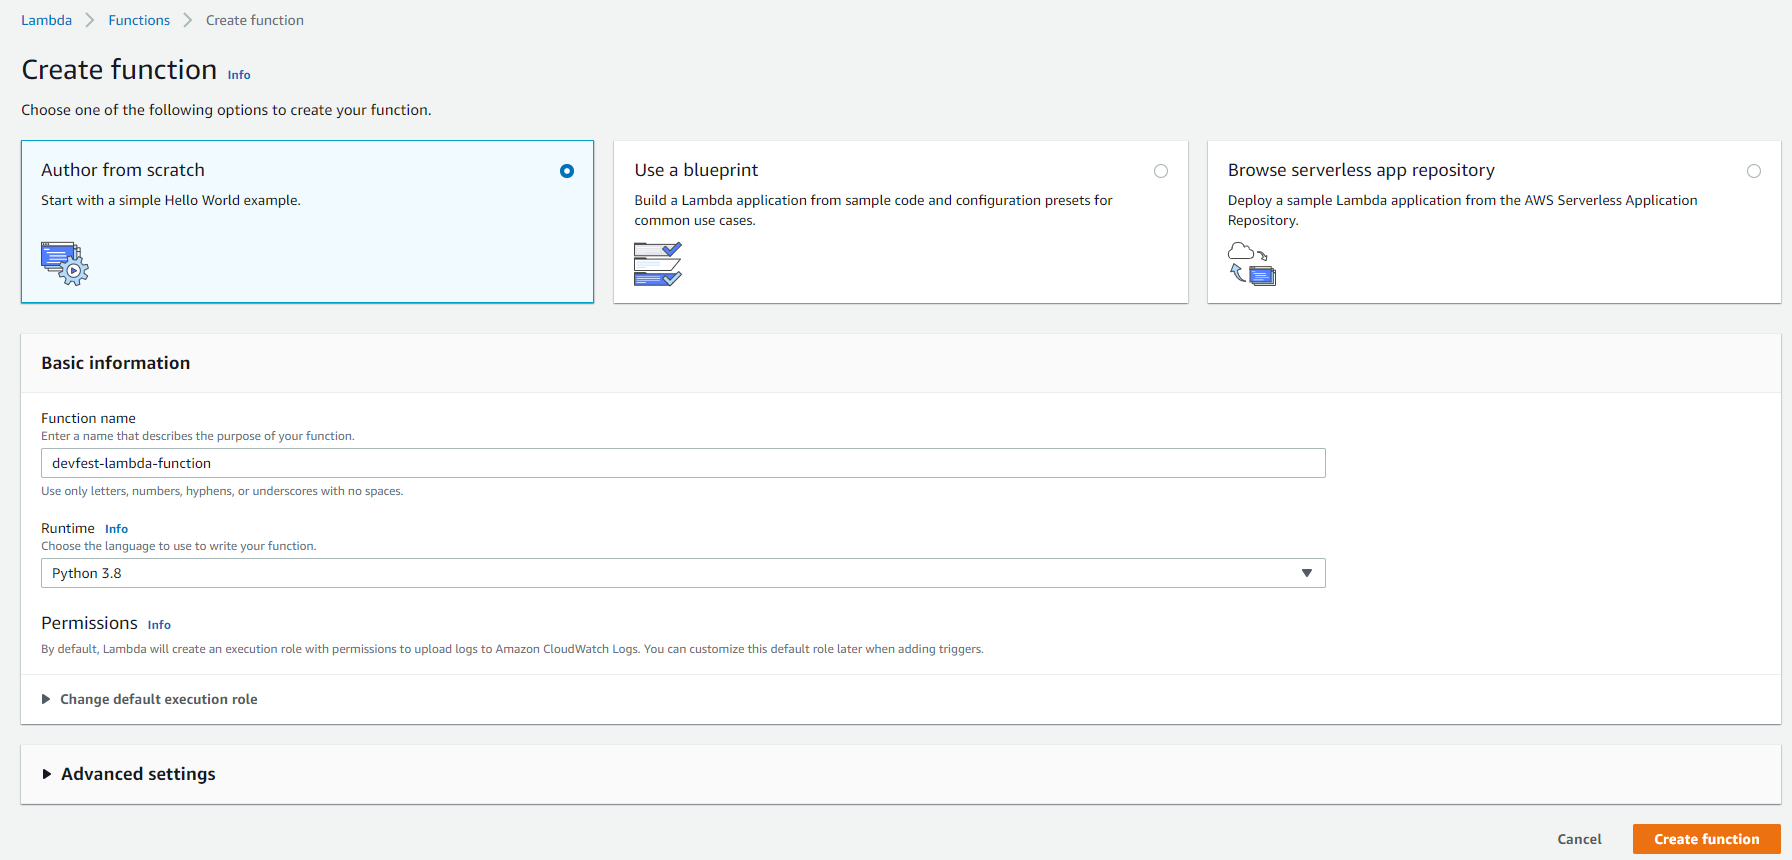 Lambda > Functions > Create function
Create function Info
Choose one of the following options to create your function.
Author from scratch
Start with a simple Hello World example.
Use a blueprint
Build a Lambda application from sample code and configuration presets for
common use cases.
Browse serverless app repository
Deploy a sample Lambda application from the AWS Serverless Application
Repository.
Basic information
Function name
Enter a name that describes the purpose of your function.
devfest-lambda-function
Use only letters, numbers, hyphens, or underscores with no spaces.
Runtime Info
Choose the language to use to write your function.
Python 3.8
Permissions Info
By default, Lambda will create an execution role with permissions to upload logs to Amazon CloudWatch Logs. You can customize this default role later when adding triggers.
Change default execution role
Advanced settings
Cancel Create function